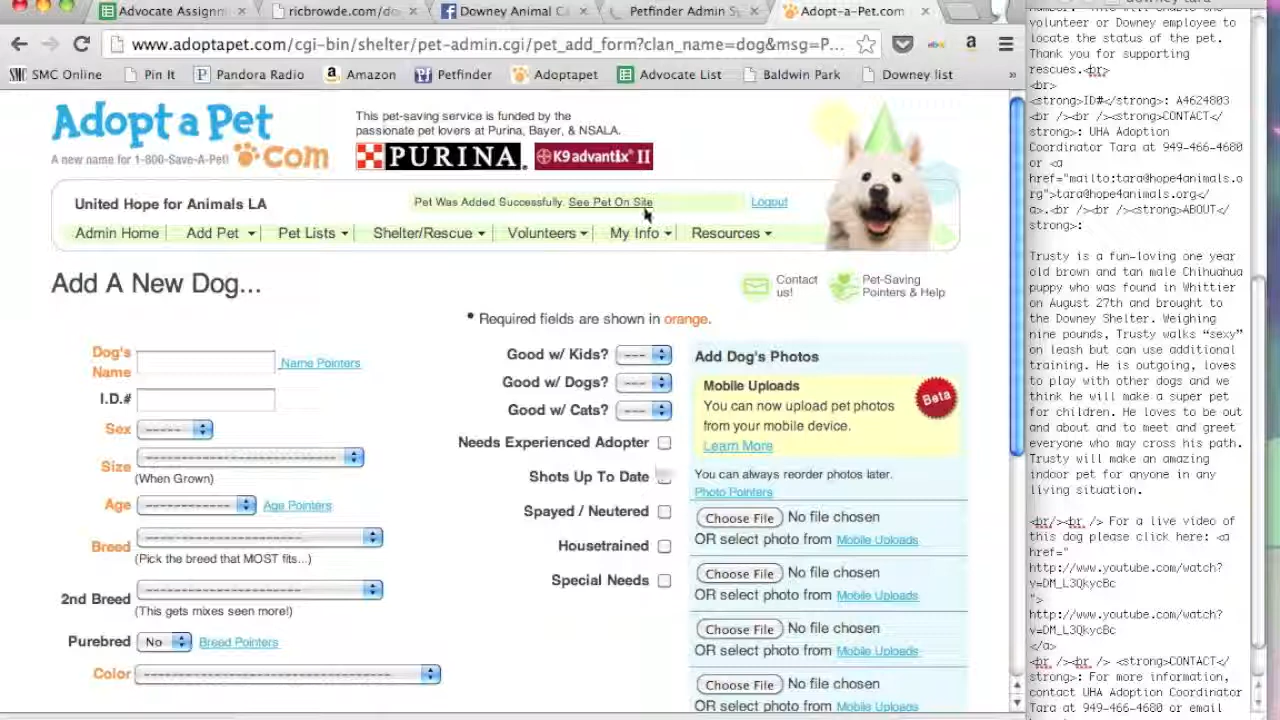 Advocate Assignm
ricbrowde.com/do
Downey Animal C
Petfinder Admin S
Adopt-a-Pet.com
www.adoptapet.com/cgi-bin/shelter/pet-admin.cgi/pet_add_form?clan_name=dog&msg=P...
SMC Online
Pin It
Pandora Radio
Amazon
Petfinder
Adoptapet
Advocate List
Baldwin Park
Downey list
»
Adopt a Pet
.com
A new name for 1-800-Save-A-Pet!
This pet-saving service is funded by the
passionate pet lovers at Purina, Bayer, & NSALA.
PURINA
K9 advantix II
United Hope for Animals LA
Pet Was Added Successfully. See Pet On Site
Logout
Admin Home
Add Pet
Pet Lists
Shelter/Rescue
Volunteers
My Info
Resources
Add A New Dog...
Contact
us!
Pet-Saving
Pointers & Help
* Required fields are shown in orange.
Dog's
Name
Name Pointers
I.D.#
Sex -----
Size
(When Grown)
Age
Age Pointers
Breed
(Pick the breed that MOST fits...)
2nd Breed
(This gets mixes seen more!)
Purebred No Breed Pointers
Color
Good w/ Kids? ---
Good w/ Dogs? ---
Good w/ Cats? ---
Needs Experienced Adopter
Shots Up To Date
Spayed / Neutered
Housetrained
Special Needs
Add Dog's Photos
Mobile Uploads
You can now upload pet photos
from your mobile device.
Learn More
Beta
You can always reorder photos later.
Photo Pointers
Choose File No file chosen
OR select photo from Mobile Uploads
Choose File No file chosen
OR select photo from Mobile Uploads
Choose File No file chosen
OR select photo from Mobile Uploads
Choose File No file chosen
OR select photo from Mobile Uploads
volunteer or Downey employee to
locate the status of the pet.
Thank you for supporting
rescues.<br>
<br>
<strong>ID#</strong>: A4624803
<br /><br /><strong>CONTACT</
strong>: UHA Adoption
Coordinator Tara at 949-466-4680
or <a
href="mailto:tara@hope4animals.o
rg">tara@hope4animals.org</
a>.<br /><br /><strong>ABOUT</
strong>:
Trusty is a fun-loving one year
old brown and tan male Chihuahua
puppy who was found in Whittier
on August 27th and brought to
the Downey Shelter. Weighing
nine pounds, Trusty walks “sexy”
on leash but can use additional
training. He is outgoing, loves
to play with other dogs and we
think he will make a super pet
for children. He loves to be out
and about and to meet and greet
everyone who may cross his path.
Trusty will make an amazing
indoor pet for anyone in any
living situation.
<br/><br /> For a live video of
this dog please click here: <a
href="
http://www.youtube.com/watch?
v=DM_L3QkycBc
">
http://www.youtube.com/watch?
v=DM_L3QkycBc
</a>
<br /><br /> <strong>CONTACT</
strong>: For more information,
contact UHA Adoption Coordinator
Tara at 949-466-4680 or email